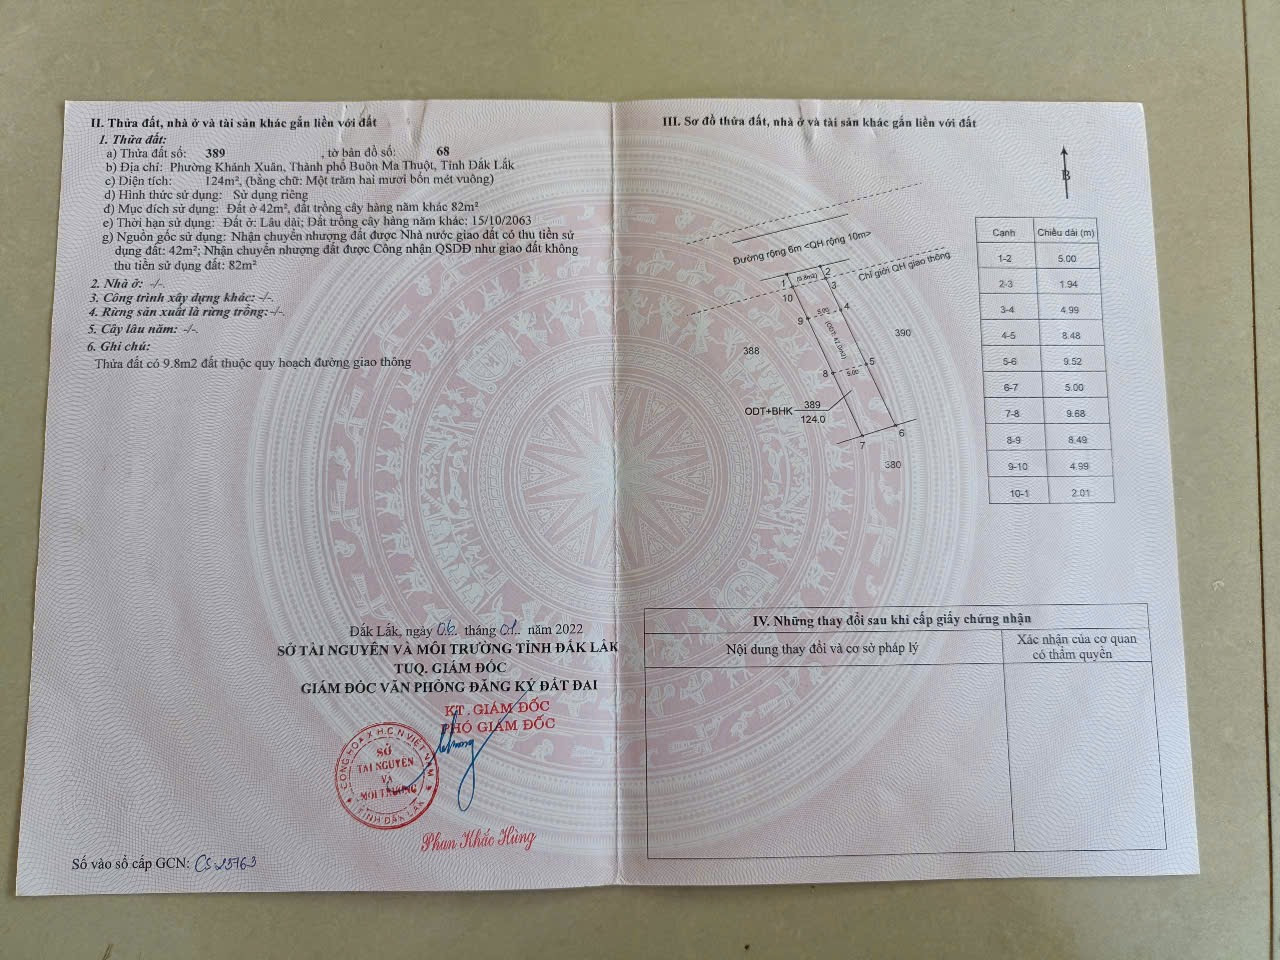 II. Thửa đất, nhà ở và tài sản khác gắn liền với đất
1. Thửa đất:
a) Thửa đất số: 389 , tờ bản đồ số: 68
b) Địa chỉ: Phường Khánh Xuân, Thành phố Buôn Ma Thuột, Tỉnh Đắk Lắk
c) Diện tích: 124m², (bằng chữ: Một trăm hai mươi bốn mét vuông)
d) Hình thức sử dụng: Sử dụng riêng
đ) Mục đích sử dụng: Đất ở 42m², đất trồng cây hàng năm khác 82m²
e) Thời hạn sử dụng: Đất ở: Lâu dài; Đất trồng cây hàng năm khác: 15/10/2063
g) Nguồn gốc sử dụng: Nhận chuyển nhượng đất được Nhà nước giao đất có thu tiền sử
dụng đất: 42m²; Nhận chuyển nhượng đất được Công nhận QSDĐ như giao đất không
thu tiền sử dụng đất: 82m²
2. Nhà ở: -/-.
3. Công trình xây dựng khác: -/-.
4. Rừng sản xuất là rừng trồng: -/-.
5. Cây lâu năm: -/-.
6. Ghi chú:
Thửa đất có 9.8m2 đất thuộc quy hoạch đường giao thông
Đắk Lắk, ngày 06 tháng 01 năm 2022
SỞ TÀI NGUYÊN VÀ MÔI TRƯỜNG TỈNH ĐẮK LẮK
TUQ. GIÁM ĐỐC
GIÁM ĐỐC VĂN PHÒNG ĐĂNG KÝ ĐẤT ĐAI
KT. GIÁM ĐỐC
PHÓ GIÁM ĐỐC
CỘNG HÒA X.H.C.N VIỆT NAM
SỞ
TÀI NGUYÊN
VÀ
MÔI TRƯỜNG
TỈNH ĐẮK LẮK
Phan Khắc Hùng
Số vào sổ cấp GCN: CS 23763
III. Sơ đồ thửa đất, nhà ở và tài sản khác gắn liền với đất
B
Đường rộng 6m <QH rộng 10m>
Chỉ giới QH giao thông
1
(9.8m2)
2
3
10
4
9
5.00
(ODT: 42.0m2)
390
388
5
8
5.00
ODT+BHK 389
124.0
6
7
380
Cạnh Chiều dài (m)
1-2 5.00
2-3 1.94
3-4 4.99
4-5 8.48
5-6 9.52
6-7 5.00
7-8 9.68
8-9 8.49
9-10 4.99
10-1 2.01
IV. Những thay đổi sau khi cấp giấy chứng nhận
Nội dung thay đổi và cơ sở pháp lý
Xác nhận của cơ quan
có thẩm quyền